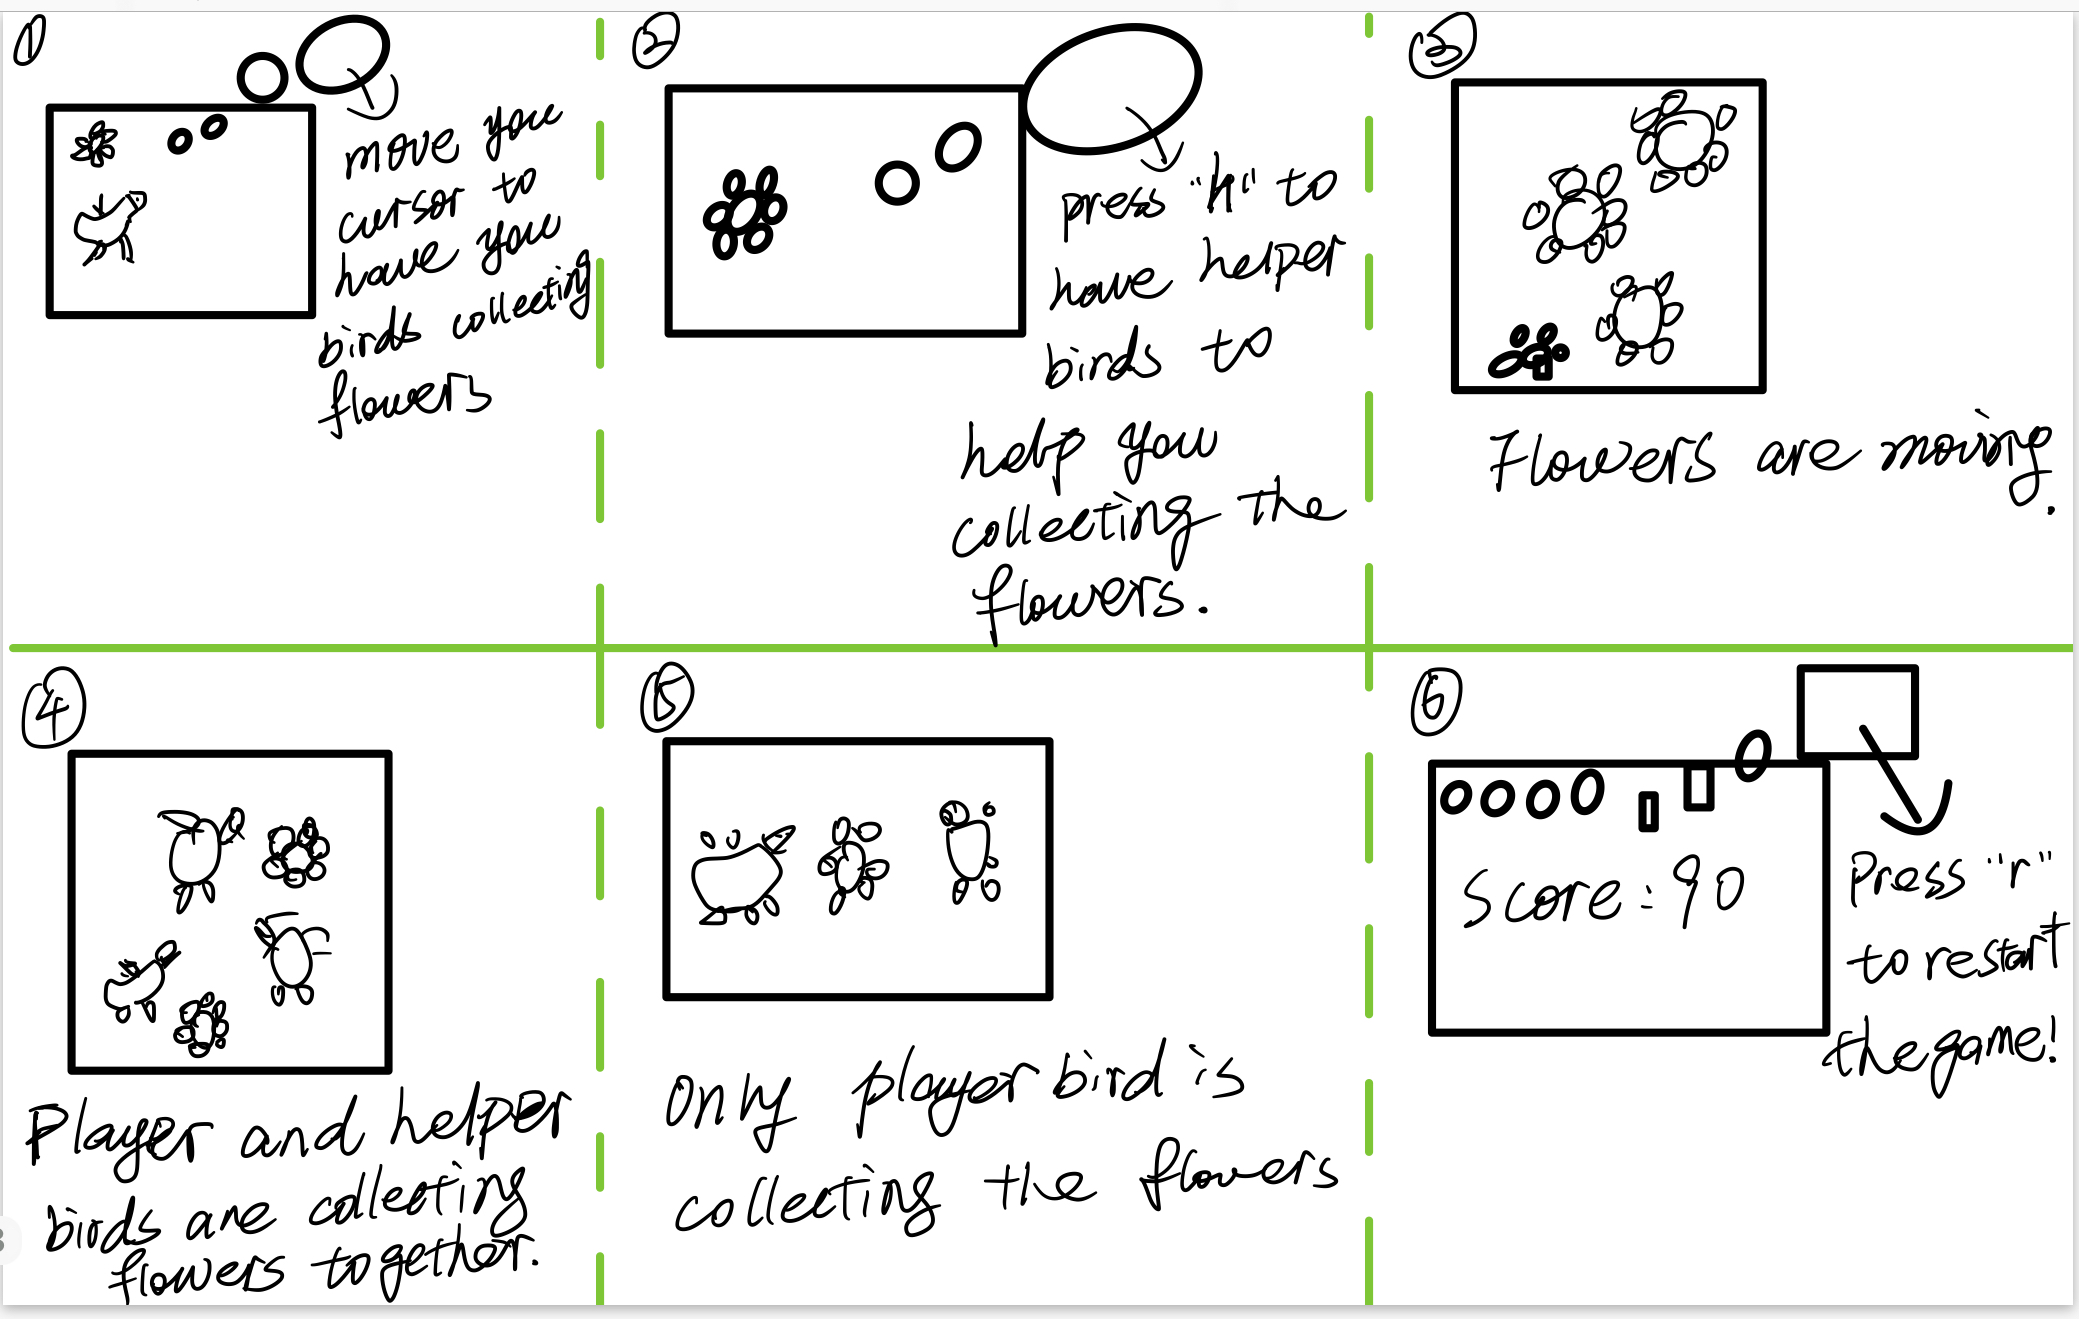 1
move you
cursor to
have you
birds collecting
flowers
2
press "h" to
have helper
birds to
help you
collecting the
flowers.
3
Flowers are moving.
4
Player and helper
birds are collecting
flowers together.
5
Only player bird is
collecting the flowers
6
Score: 90
Press "r"
to restart
the game!